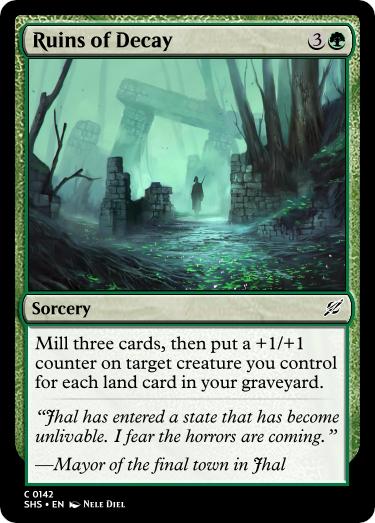 Ruins of Decay 3
Sorcery
Mill three cards, then put a +1/+1
counter on target creature you control
for each land card in your graveyard.
“Jhal has entered a state that has become
unlivable. I fear the horrors are coming.”
—Mayor of the final town in Jhal
C 0142
SHS • EN Nele Diel